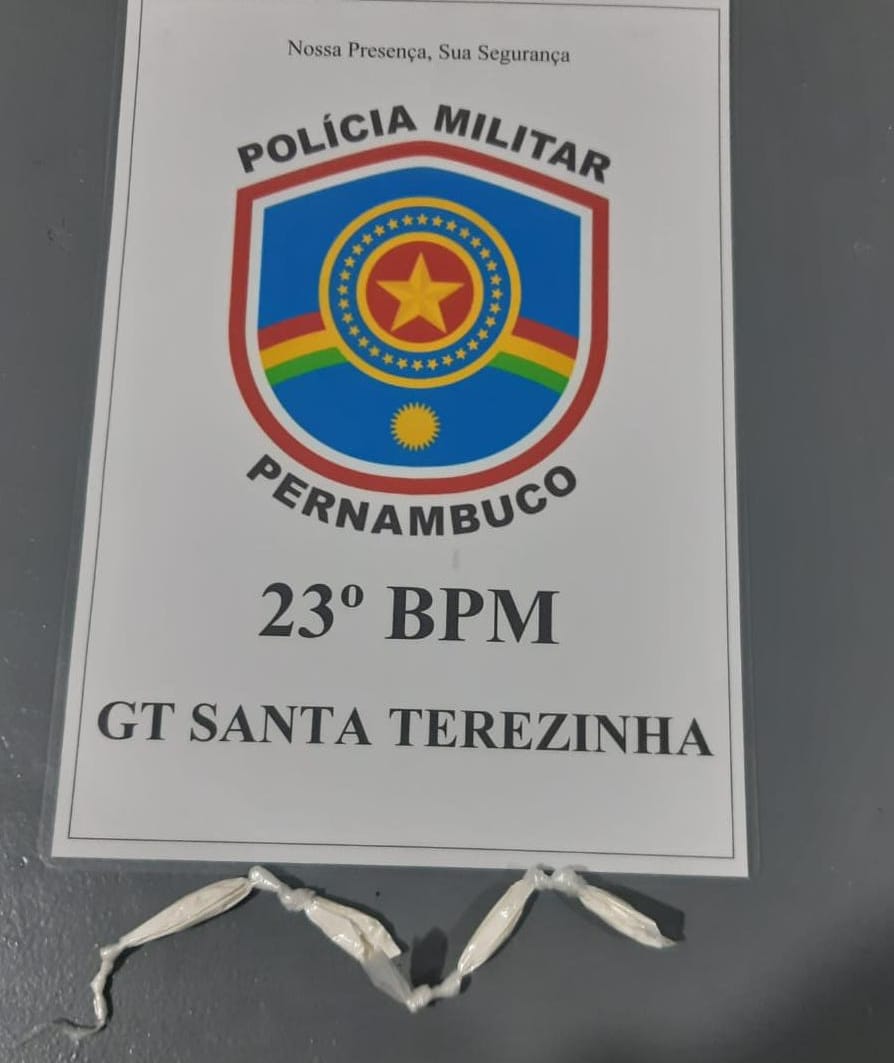 Nossa Presença, Sua Segurança
POLÍCIA MILITAR
PERNAMBUCO
23º BPM
GT SANTA TEREZINHA